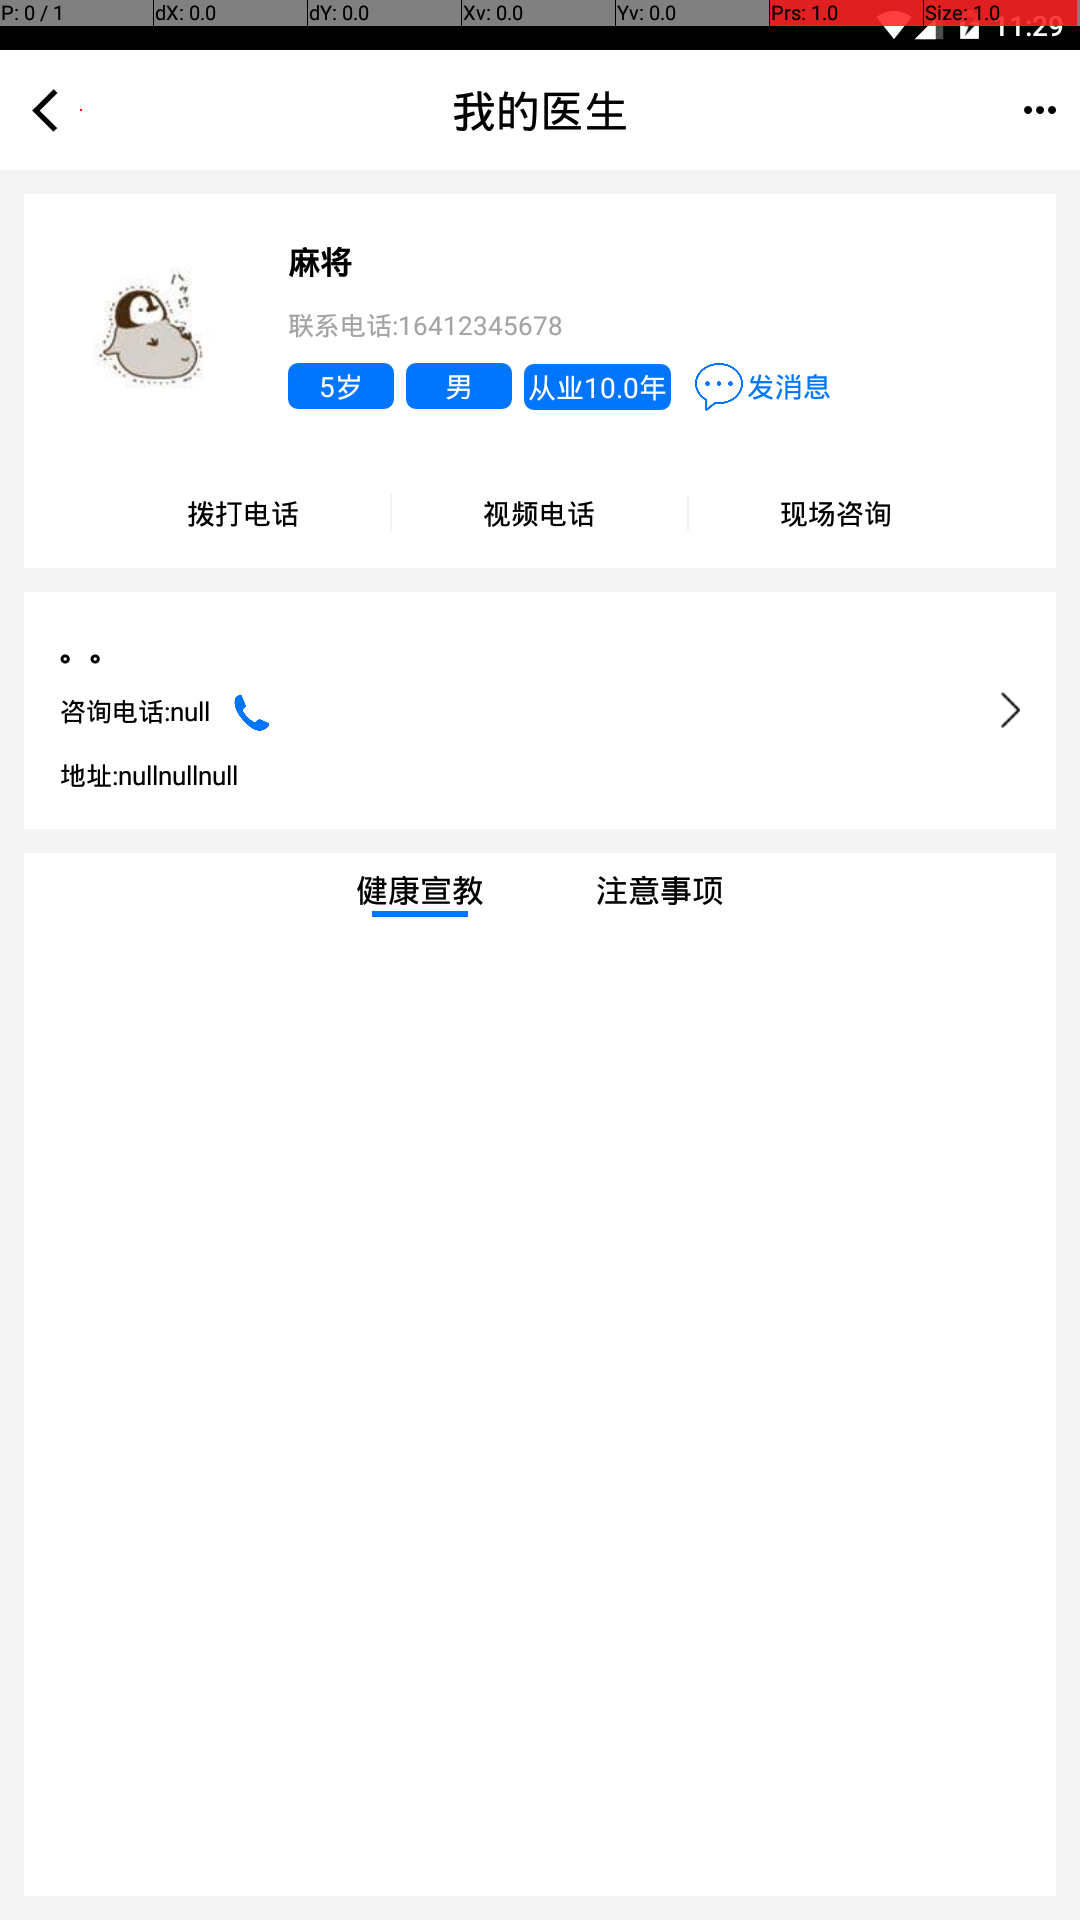 P: 0 / 1 dX: 0.0 dY: 0.0 Xv: 0.0 Yv: 0.0 Prs: 1.0 Size: 1.0
11:29
我的医生
麻将
联系电话:16412345678
5岁 男 从业10.0年 发消息
拨打电话 视频电话 现场咨询
。。
咨询电话:null
地址:nullnullnull
健康宣教 注意事项